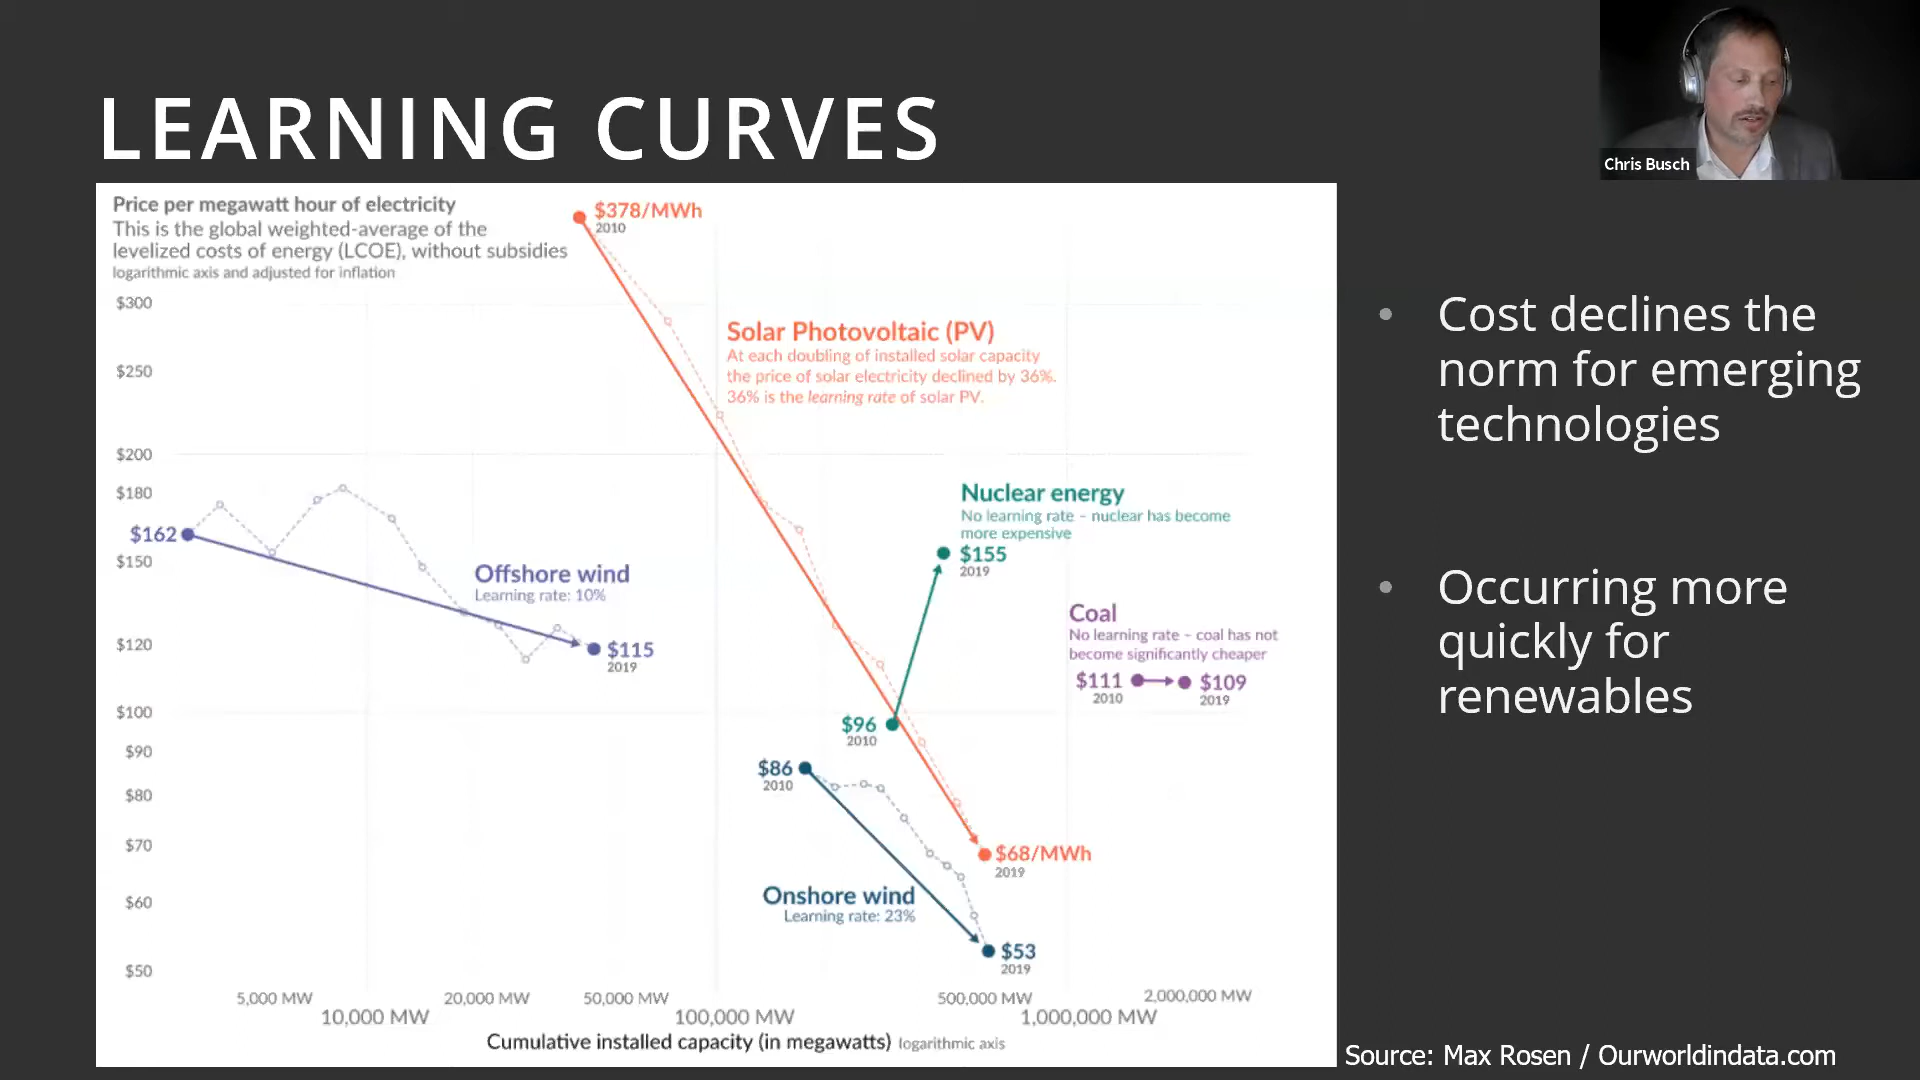 LEARNING CURVES
Chris Busch
Price per megawatt hour of electricity
This is the global weighted-average of the
levelized costs of energy (LCOE), without subsidies
logarithmic axis and adjusted for inflation
$378/MWh
2010
$300
$250
$200
$180
$150
$120
$100
$90
$80
$70
$60
$50
Solar Photovoltaic (PV)
At each doubling of installed solar capacity
the price of solar electricity declined by 36%.
36% is the learning rate of solar PV.
Nuclear energy
No learning rate – nuclear has become
more expensive
$155
2019
$162
Offshore wind
Learning rate: 10%
$115
2019
Coal
No learning rate – coal has not
become significantly cheaper
$111
2010
$109
2019
$96
2010
$86
2010
$68/MWh
2019
Onshore wind
Learning rate: 23%
$53
2019
5,000 MW
20,000 MW
50,000 MW
500,000 MW
2,000,000 MW
10,000 MW
100,000 MW
1,000,000 MW
Cumulative installed capacity (in megawatts) logarithmic axis
• Cost declines the
norm for emerging
technologies
• Occurring more
quickly for
renewables
Source: Max Rosen / Ourworldindata.com